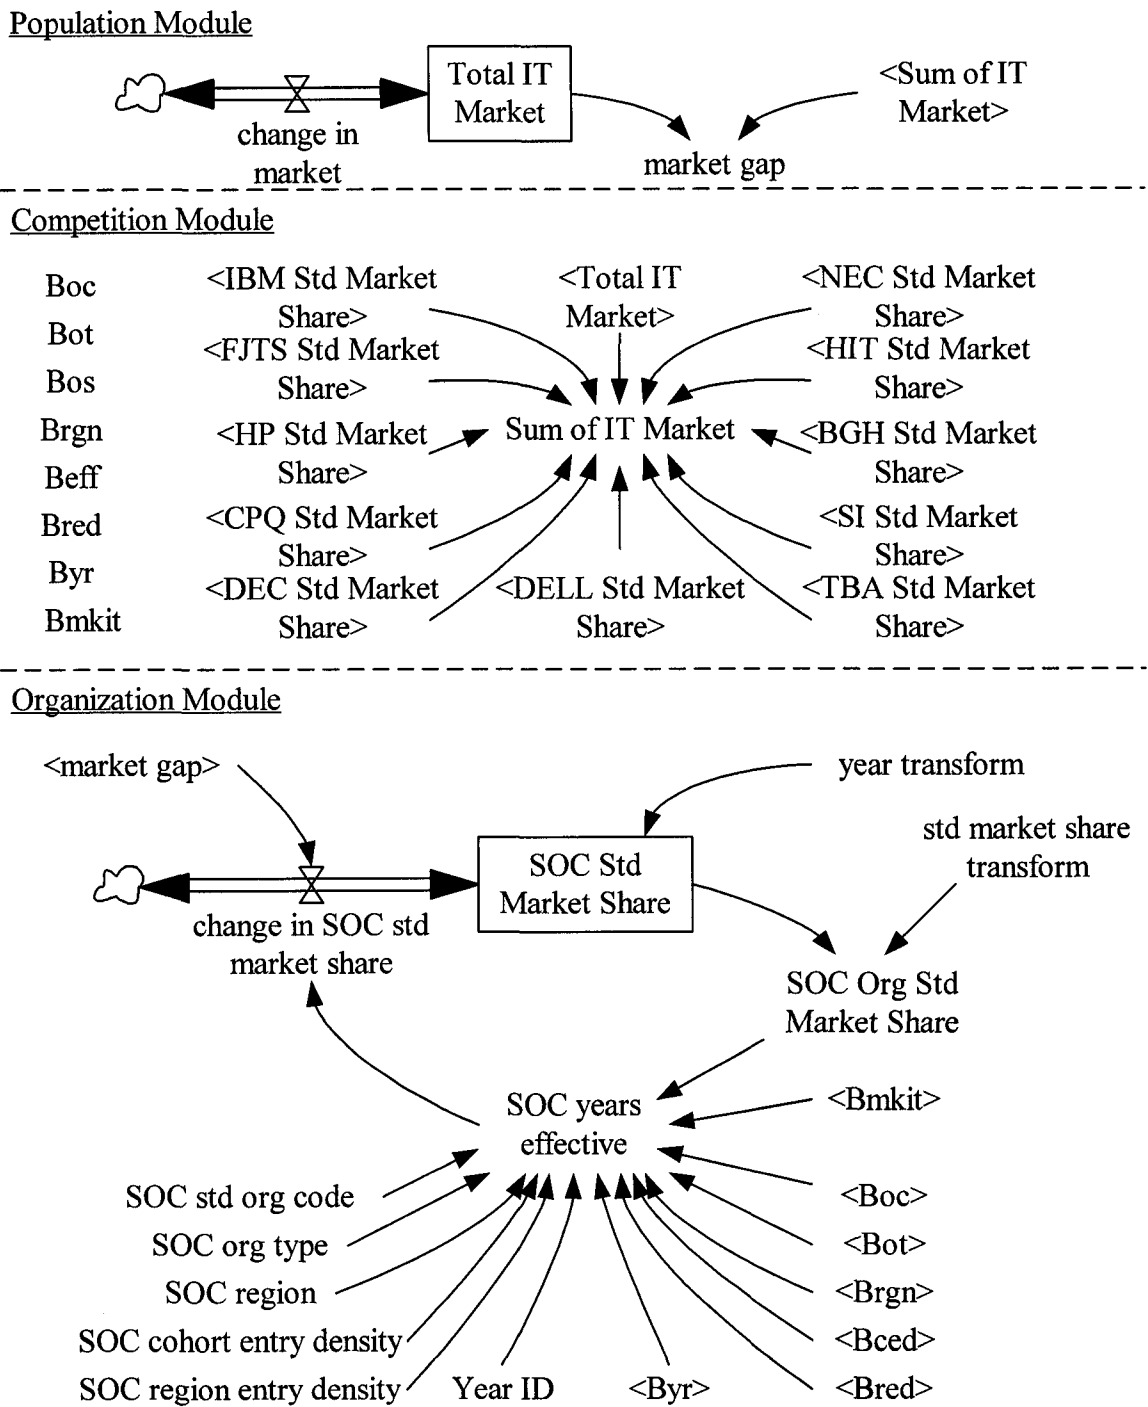 Population Module
Total IT
Market
<Sum of IT
Market>
change in
market
market gap
Competition Module
Boc
Bot
Bos
Brgn
Beff
Bred
Byr
Bmkit
<IBM Std Market
Share>
<FJTS Std Market
Share>
<HP Std Market
Share>
<CPQ Std Market
Share>
<DEC Std Market
Share>
<Total IT
Market>
Sum of IT Market
<DELL Std Market
Share>
<NEC Std Market
Share>
<HIT Std Market
Share>
<BGH Std Market
Share>
<SI Std Market
Share>
<TBA Std Market
Share>
Organization Module
<market gap>
year transform
std market share
transform
SOC Std
Market Share
change in SOC std
market share
SOC Org Std
Market Share
SOC years
effective
<Bmkit>
SOC std org code
SOC org type
SOC region
SOC cohort entry density
SOC region entry density
Year ID
<Byr>
<Boc>
<Bot>
<Brgn>
<Bced>
<Bred>